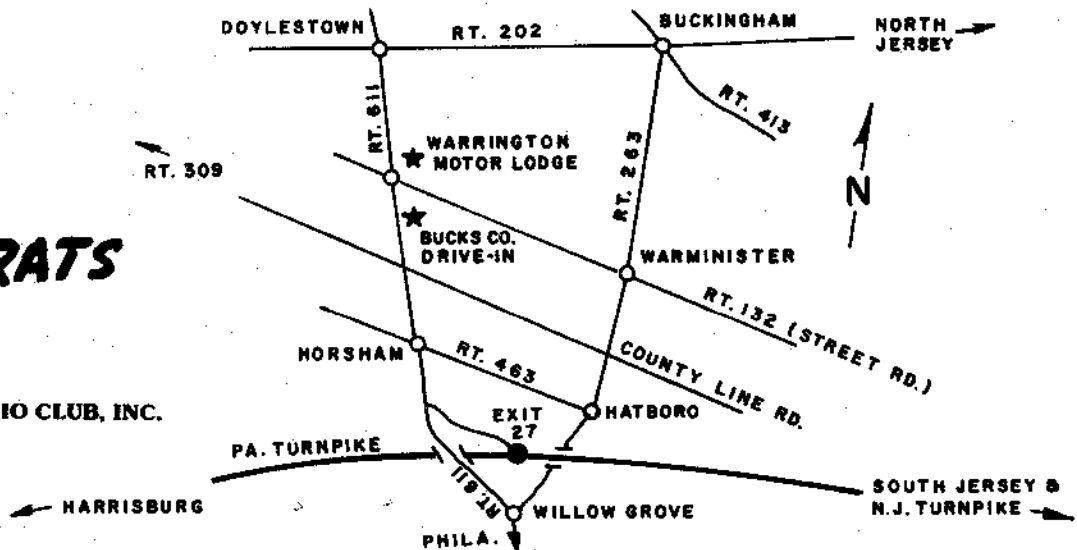 DOYLESTOWN
RT. 202
BUCKINGHAM
NORTH
JERSEY
RT. 611
RT. 413
RT. 309
WARRINGTON
MOTOR LODGE
RT. 263
N
RATS
BUCKS CO.
DRIVE-IN
WARMINISTER
RT. 132 (STREET RD.)
HORSHAM
RT. 463
COUNTY LINE RD.
IO CLUB, INC.
EXIT
27
HATBORO
PA. TURNPIKE
RT. 611
HARRISBURG
WILLOW GROVE
SOUTH JERSEY &
N.J. TURNPIKE
PHILA.